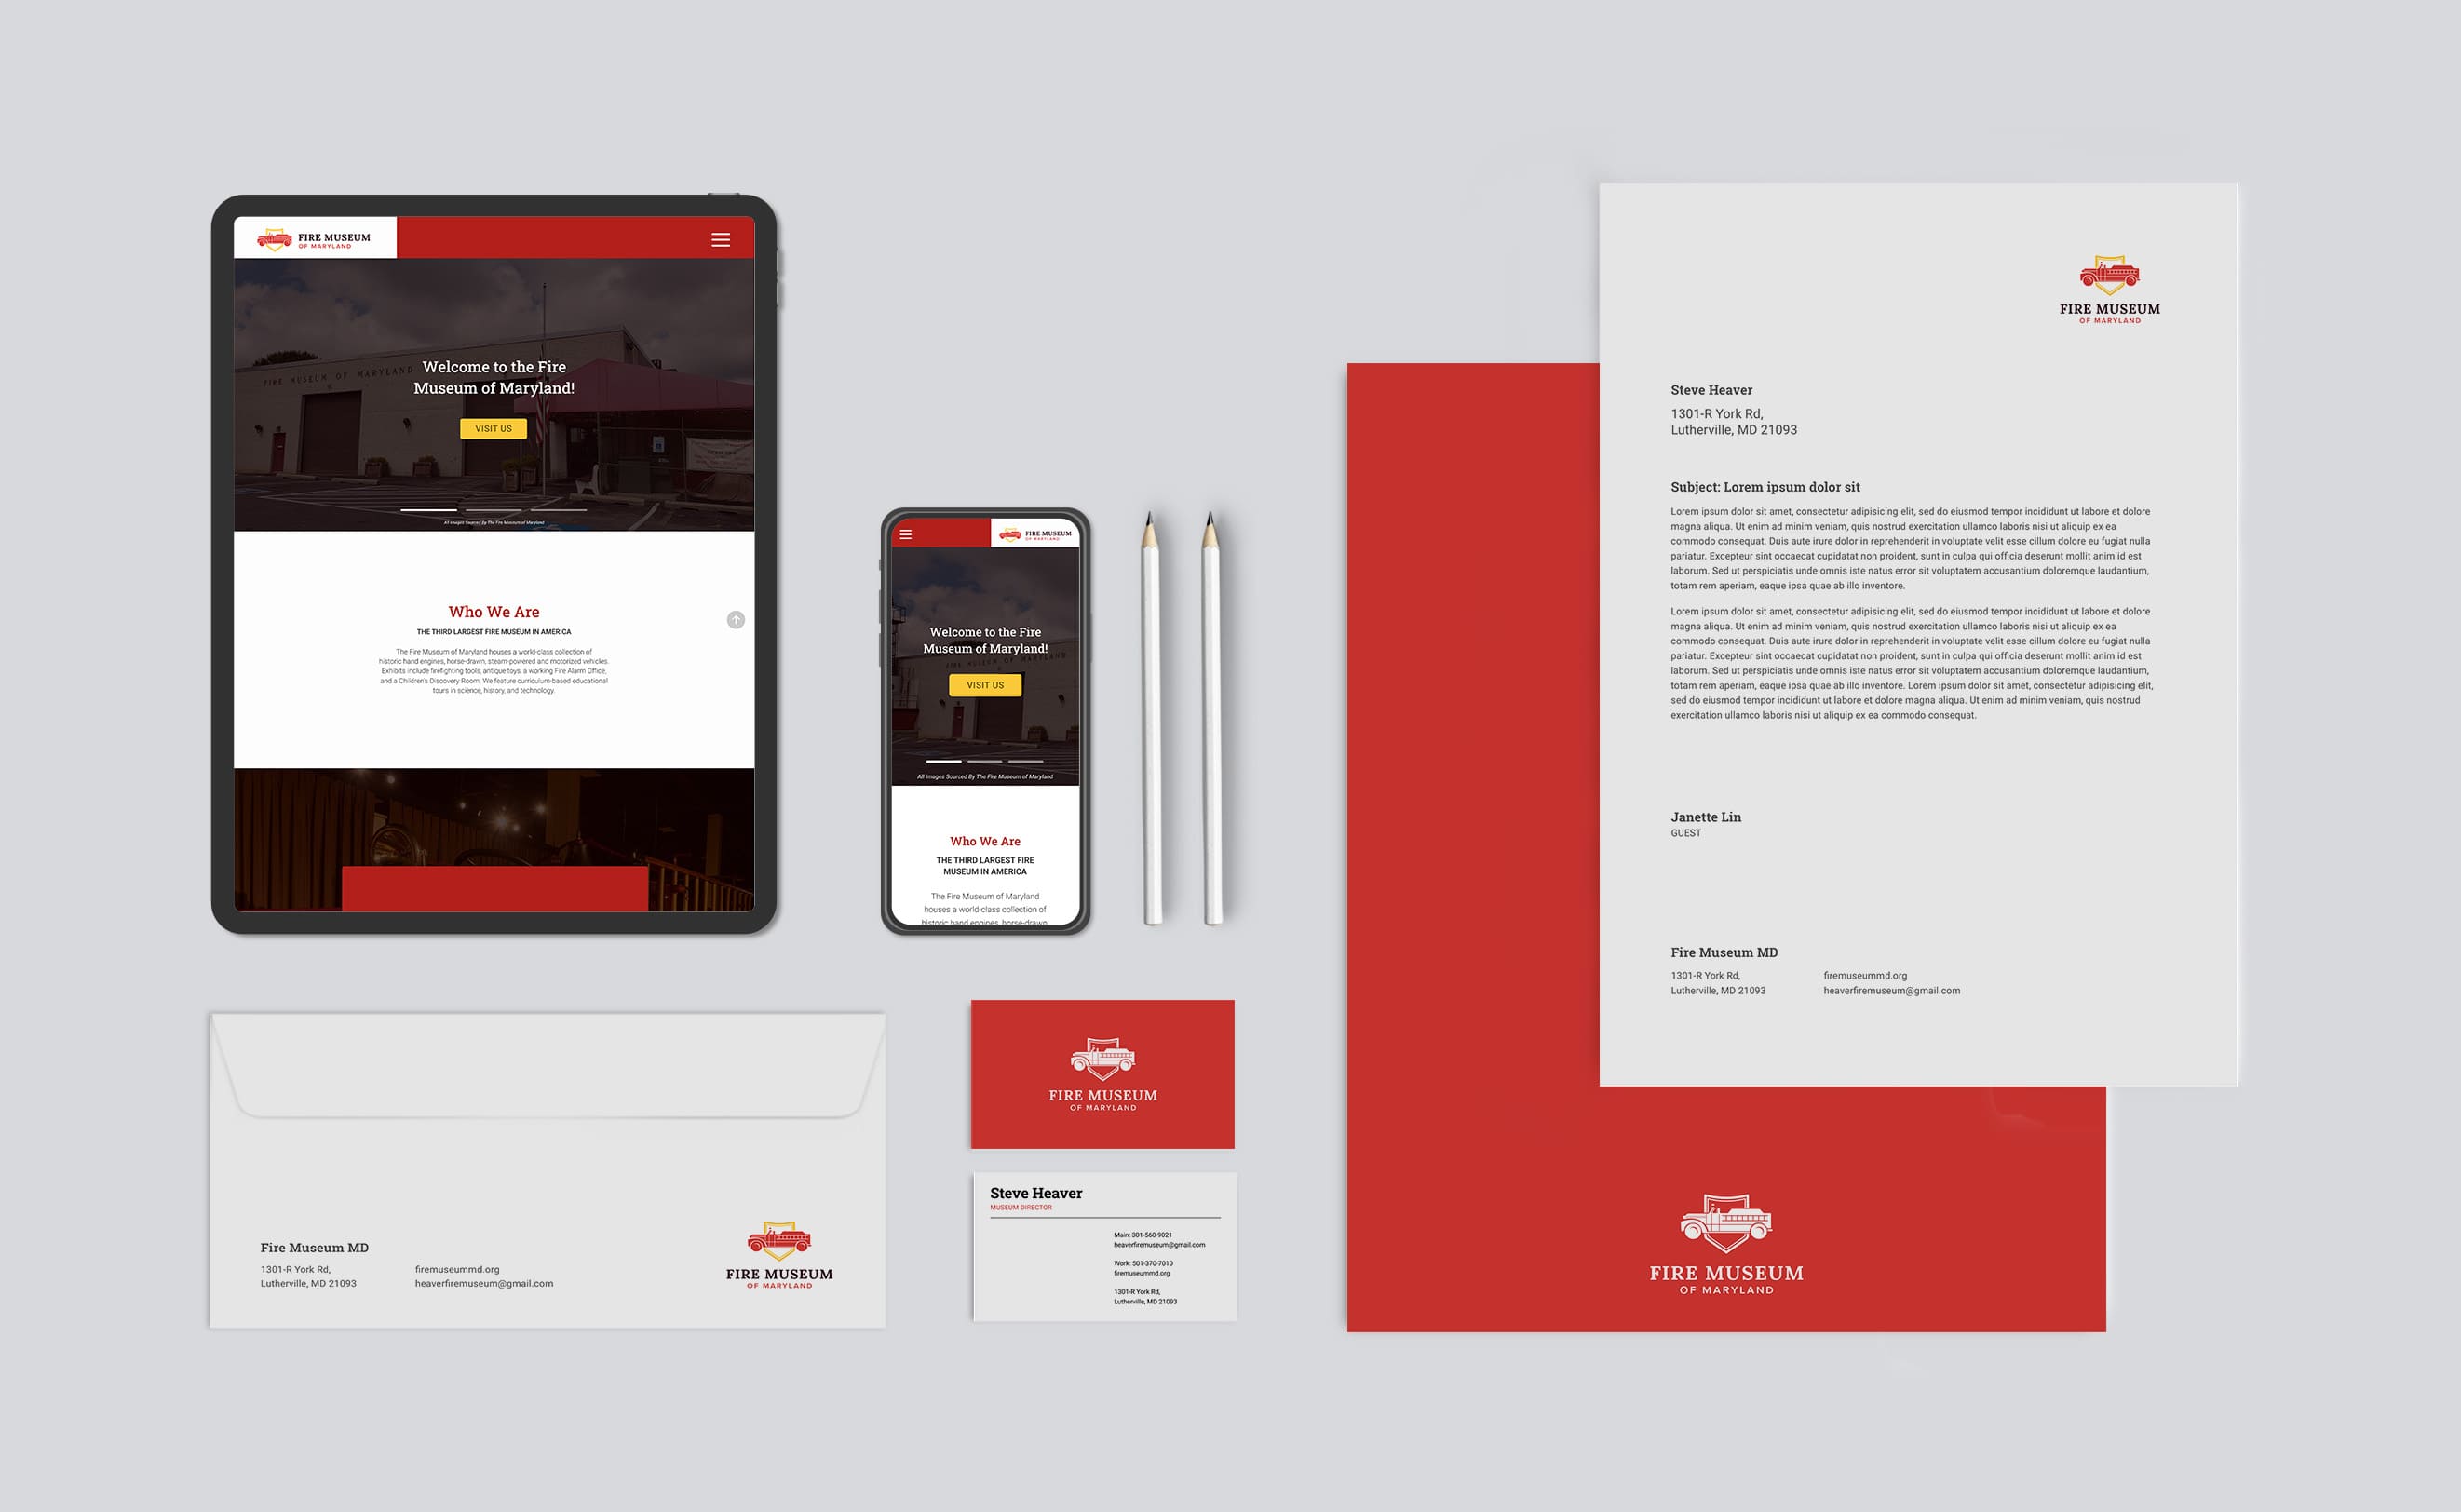 FIRE MUSEUM
OF MARYLAND
FIRE MUSEUM OF MARYLAND
Welcome to the Fire
Museum of Maryland!
VISIT US
All Images Sourced By The Fire Museum of Maryland
Who We Are
THE THIRD LARGEST FIRE MUSEUM IN AMERICA
The Fire Museum of Maryland houses a world-class collection of
historic hand engines, horse-drawn, steam-powered and motorized vehicles.
Exhibits include firefighting tools, antique toys, a working Fire Alarm Office,
and a Children's Discovery Room. We feature curriculum-based educational
tours in science, history, and technology.
FIRE MUSEUM
OF MARYLAND
Welcome to the Fire
Museum of Maryland!
FIRE MUSEUM OF MARYLAND
VISIT US
All Images Sourced By The Fire Museum of Maryland
Who We Are
THE THIRD LARGEST FIRE
MUSEUM IN AMERICA
The Fire Museum of Maryland
houses a world-class collection of
historic hand engines, horse-drawn,
FIRE MUSEUM
OF MARYLAND
Steve Heaver
1301-R York Rd,
Lutherville, MD 21093
Subject: Lorem ipsum dolor sit
Lorem ipsum dolor sit amet, consectetur adipisicing elit, sed do eiusmod tempor incididunt ut labore et dolore
magna aliqua. Ut enim ad minim veniam, quis nostrud exercitation ullamco laboris nisi ut aliquip ex ea
commodo consequat. Duis aute irure dolor in reprehenderit in voluptate velit esse cillum dolore eu fugiat nulla
pariatur. Excepteur sint occaecat cupidatat non proident, sunt in culpa qui officia deserunt mollit anim id est
laborum. Sed ut perspiciatis unde omnis iste natus error sit voluptatem accusantium doloremque laudantium,
totam rem aperiam, eaque ipsa quae ab illo inventore.
Lorem ipsum dolor sit amet, consectetur adipisicing elit, sed do eiusmod tempor incididunt ut labore et dolore
magna aliqua. Ut enim ad minim veniam, quis nostrud exercitation ullamco laboris nisi ut aliquip ex ea
commodo consequat. Duis aute irure dolor in reprehenderit in voluptate velit esse cillum dolore eu fugiat nulla
pariatur. Excepteur sint occaecat cupidatat non proident, sunt in culpa qui officia deserunt mollit anim id est
laborum. Sed ut perspiciatis unde omnis iste natus error sit voluptatem accusantium doloremque laudantium,
totam rem aperiam, eaque ipsa quae ab illo inventore. Lorem ipsum dolor sit amet, consectetur adipisicing elit,
sed do eiusmod tempor incididunt ut labore et dolore magna aliqua. Ut enim ad minim veniam, quis nostrud
exercitation ullamco laboris nisi ut aliquip ex ea commodo consequat.
Janette Lin
GUEST
Fire Museum MD
1301-R York Rd,
Lutherville, MD 21093
firemuseummd.org
heaverfiremuseum@gmail.com
Fire Museum MD
1301-R York Rd,
Lutherville, MD 21093
firemuseummd.org
heaverfiremuseum@gmail.com
FIRE MUSEUM
OF MARYLAND
FIRE MUSEUM
OF MARYLAND
Steve Heaver
MUSEUM DIRECTOR
Main: 301-560-9021
heaverfiremuseum@gmail.com
Work: 501-370-7010
firemuseummd.org
1301-R York Rd,
Lutherville, MD 21093
FIRE MUSEUM
OF MARYLAND